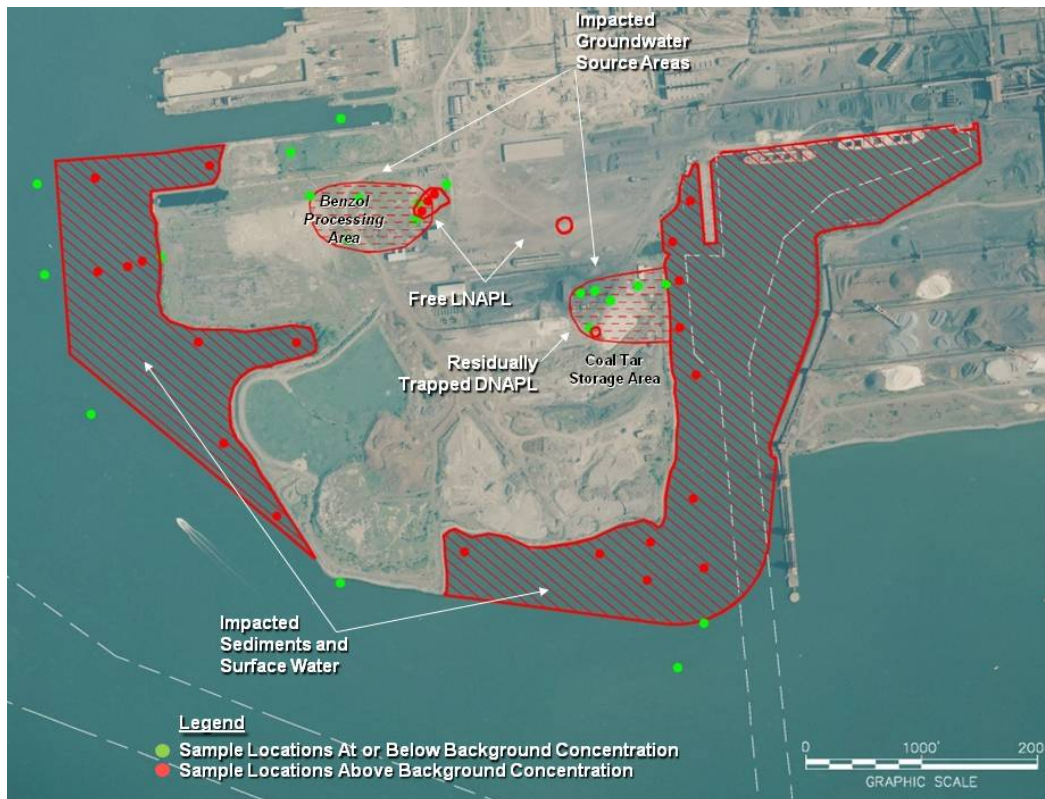 Impacted
Groundwater
Source Areas
Benzol
Processing
Area
Free LNAPL
Residually
Trapped DNAPL
Coal Tar
Storage Area
Impacted
Sediments and
Surface Water
Legend
Sample Locations At or Below Background Concentration
Sample Locations Above Background Concentration
0 1000' 200
GRAPHIC SCALE